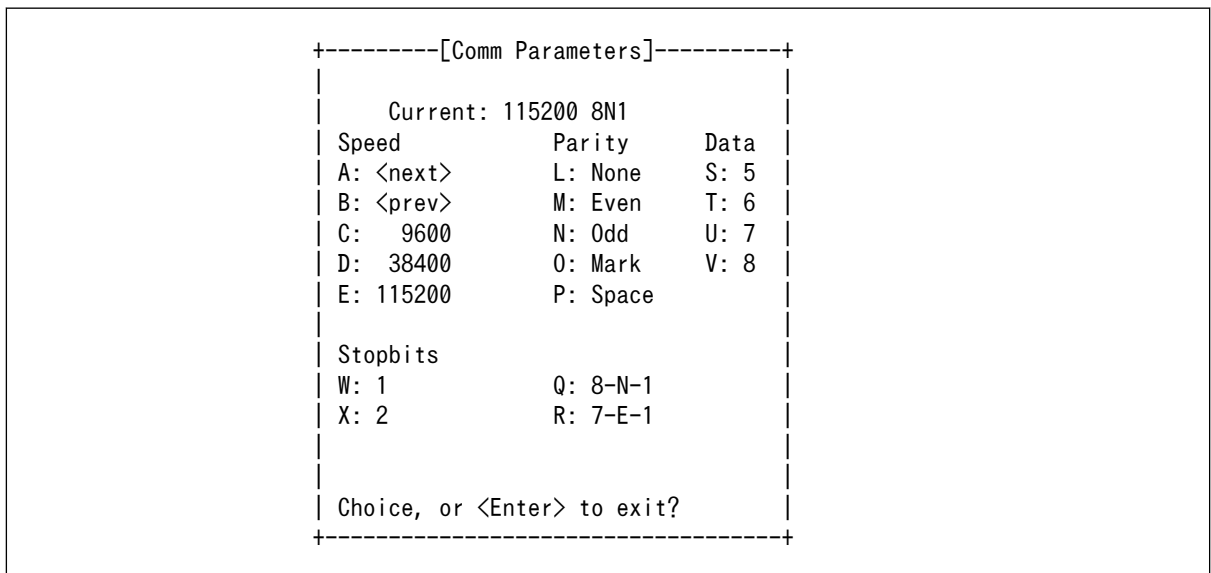 +---------[Comm Parameters]----------+
|                                    |
|     Current: 115200 8N1            |
| Speed            Parity      Data  |
| A: <next>        L: None     S: 5  |
| B: <prev>        M: Even     T: 6  |
| C:   9600        N: Odd      U: 7  |
| D:  38400        O: Mark     V: 8  |
| E: 115200        P: Space          |
|                                    |
| Stopbits                           |
| W: 1             Q: 8-N-1          |
| X: 2             R: 7-E-1          |
|                                    |
|                                    |
| Choice, or <Enter> to exit?        |
+------------------------------------+